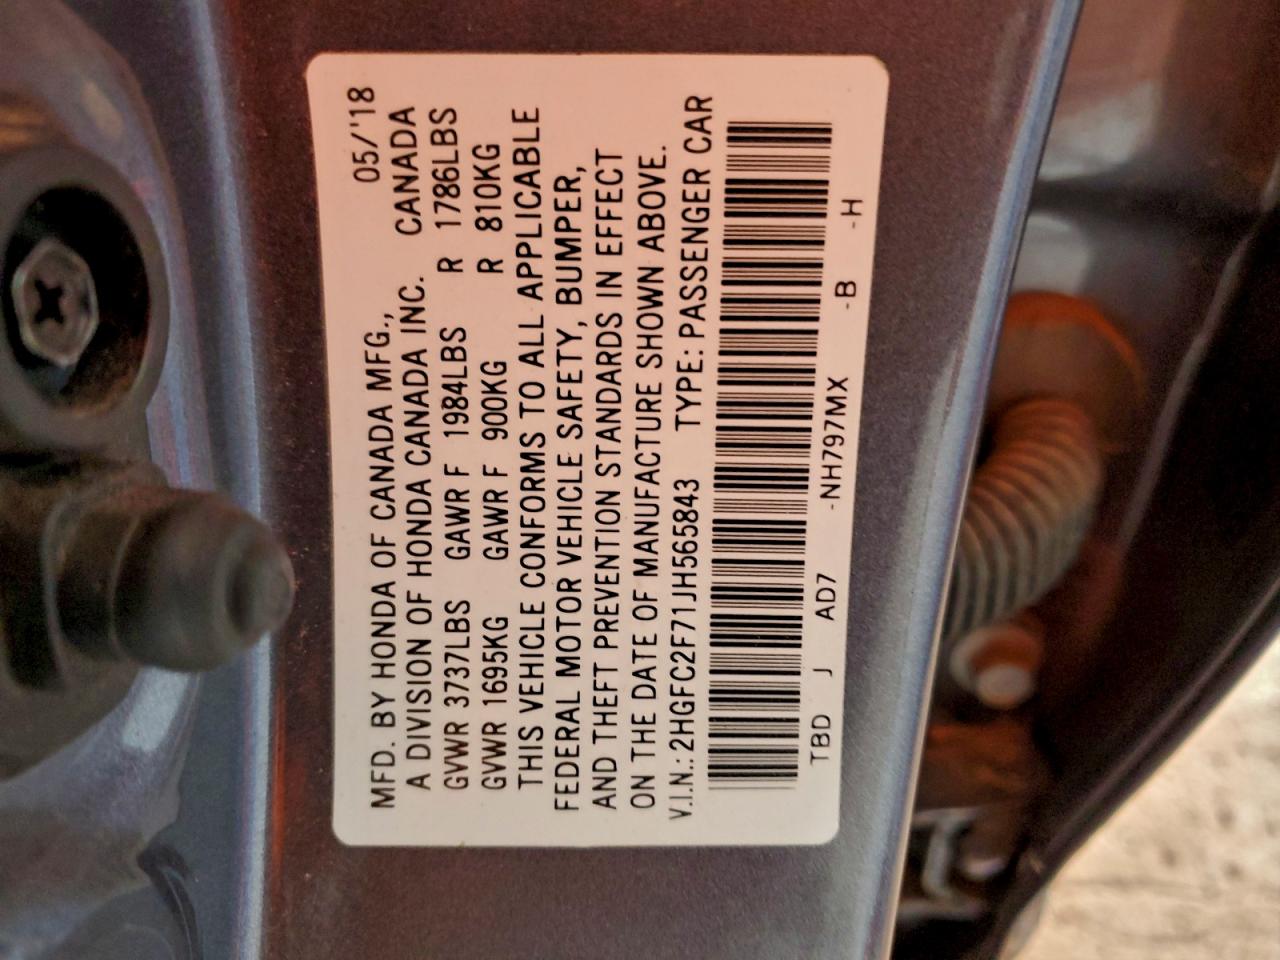 05/'18
MFD. BY HONDA OF CANADA MFG.,
A DIVISION OF HONDA CANADA INC. CANADA
GVWR 3737LBS GAWR F 1984LBS R 1786LBS
GVWR 1695KG GAWR F 900KG R 810KG
THIS VEHICLE CONFORMS TO ALL APPLICABLE
FEDERAL MOTOR VEHICLE SAFETY, BUMPER,
AND THEFT PREVENTION STANDARDS IN EFFECT
ON THE DATE OF MANUFACTURE SHOWN ABOVE.
V.I.N.: 2HGFC2F71JH565843 TYPE: PASSENGER CAR
TBD J AD7 -NH797MX -B -H